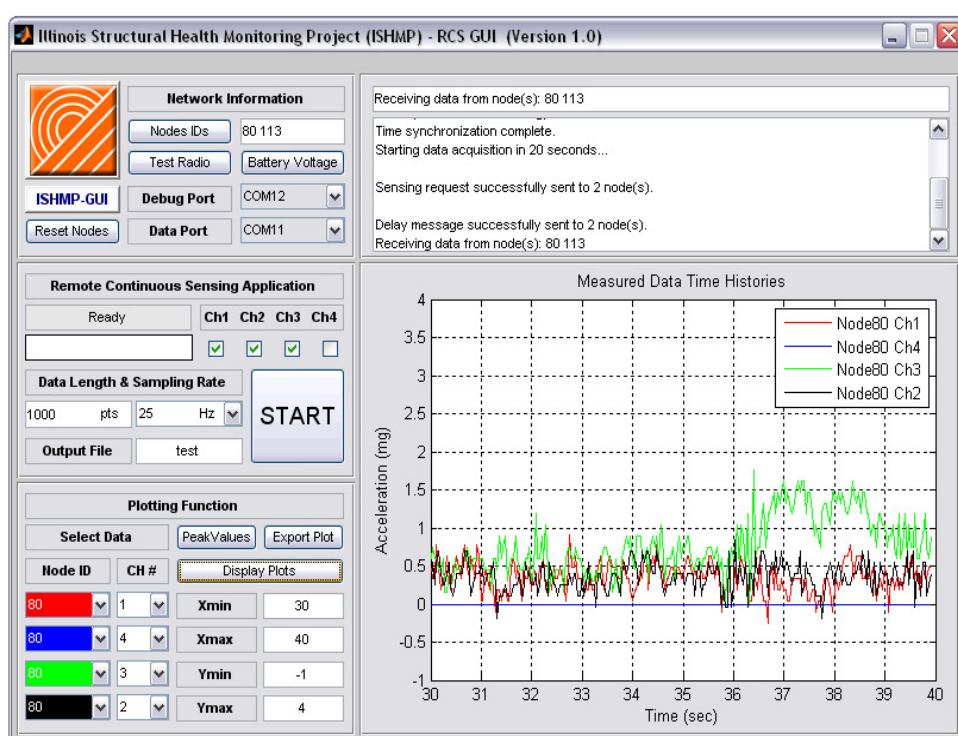 Illinois Structural Health Monitoring Project (ISHMP) - RCS GUI (Version 1.0)
Network Information
Nodes IDs 80 113
Test Radio Battery Voltage
ISHMP-GUI Debug Port COM12
Reset Nodes Data Port COM11
Receiving data from node(s): 80 113
Time synchronization complete.
Starting data acquisition in 20 seconds...
Sensing request successfully sent to 2 node(s).
Delay message successfully sent to 2 node(s).
Receiving data from node(s): 80 113
Remote Continuous Sensing Application
Ready Ch1 Ch2 Ch3 Ch4
Data Length & Sampling Rate
1000 pts 25 Hz START
Output File test
Plotting Function
Select Data PeakValues Export Plot
Node ID CH # Display Plots
80 1 Xmin 30
80 4 Xmax 40
80 3 Ymin -1
80 2 Ymax 4
Measured Data Time Histories
Node80 Ch1
Node80 Ch4
Node80 Ch3
Node80 Ch2
Acceleration (mg)
4
3.5
3
2.5
2
1.5
1
0.5
0
-0.5
-1
30 31 32 33 34 35 36 37 38 39 40
Time (sec)